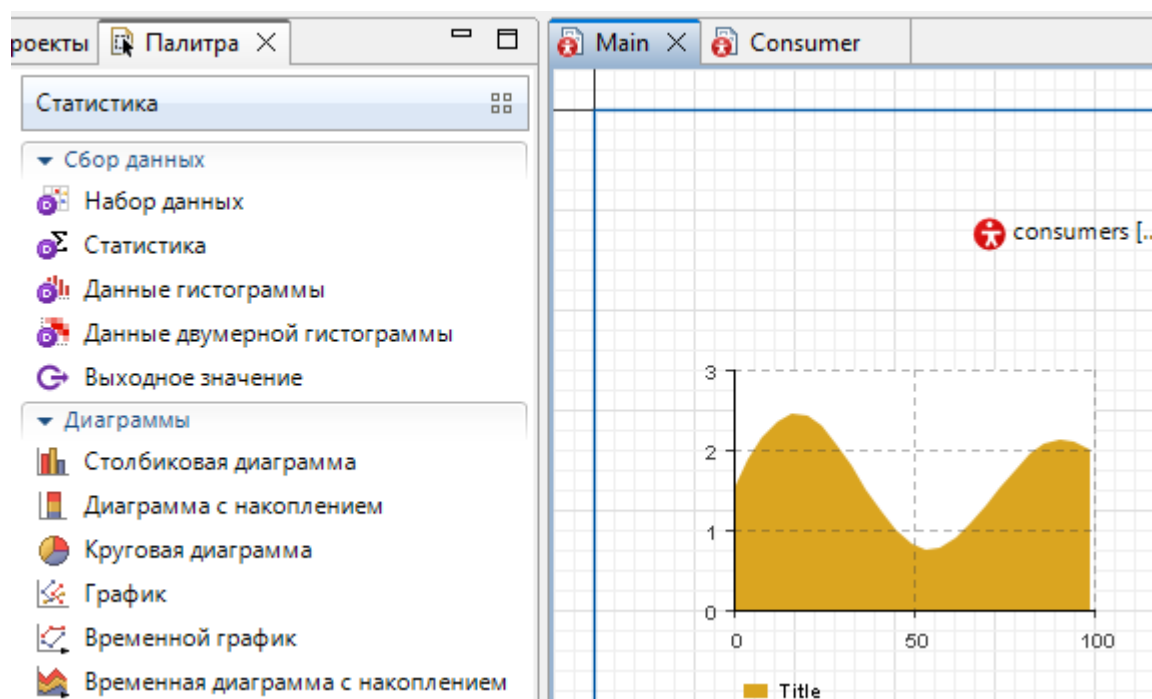 роекты Палитра
Статистика
Сбор данных
Набор данных
Статистика
Данные гистограммы
Данные двумерной гистограммы
Выходное значение
Диаграммы
Столбиковая диаграмма
Диаграмма с накоплением
Круговая диаграмма
График
Временной график
Временная диаграмма с накоплением
Main Consumer
consumers [..
3
2
1
0
0 50 100
Title